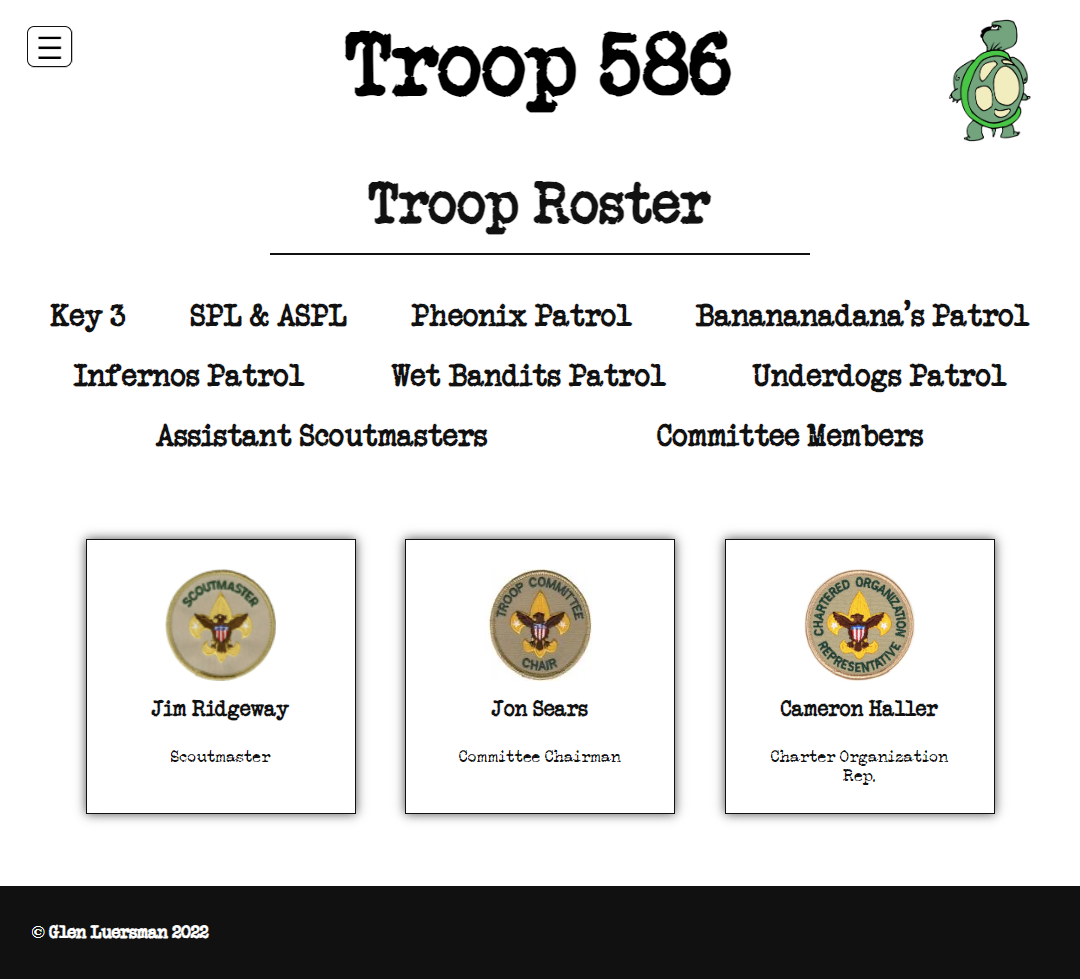 ☰
Troop 586
Troop Roster
Key 3 SPL & ASPL Pheonix Patrol Banananadana's Patrol
Infernos Patrol Wet Bandits Patrol Underdogs Patrol
Assistant Scoutmasters Committee Members
SCOUTMASTER
Jim Ridgeway
Scoutmaster
TROOP COMMITTEE
CHAIR
Jon Sears
Committee Chairman
CHARTERED ORGANIZATION
REPRESENTATIVE
Cameron Haller
Charter Organization
Rep.
© Glen Luersman 2022